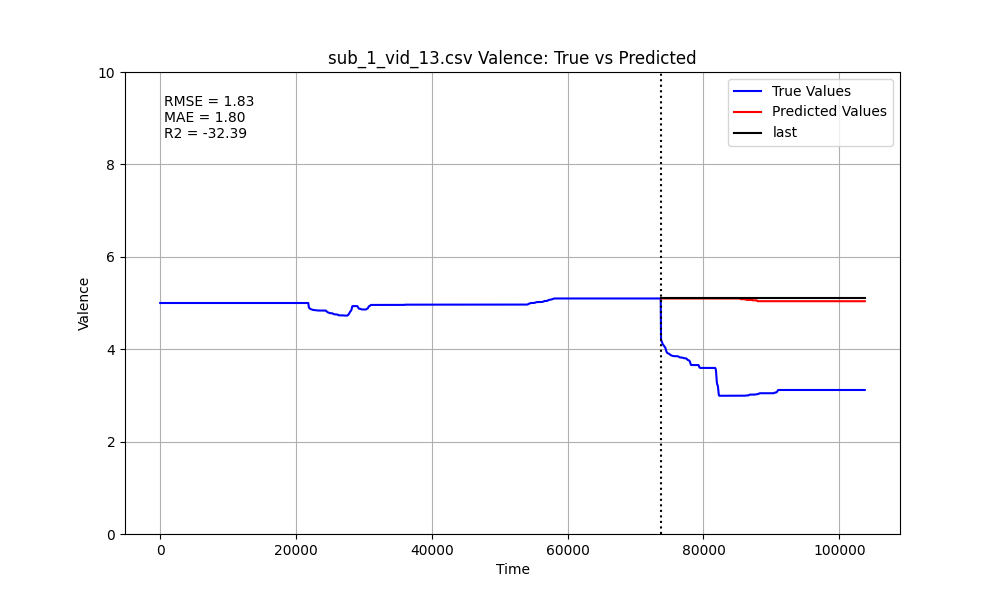 sub_1_vid_13.csv Valence: True vs Predicted
RMSE = 1.83
MAE = 1.80
R2 = -32.39
True Values
Predicted Values
last
Valence
10
8
6
4
2
0
0 20000 40000 60000 80000 100000
Time